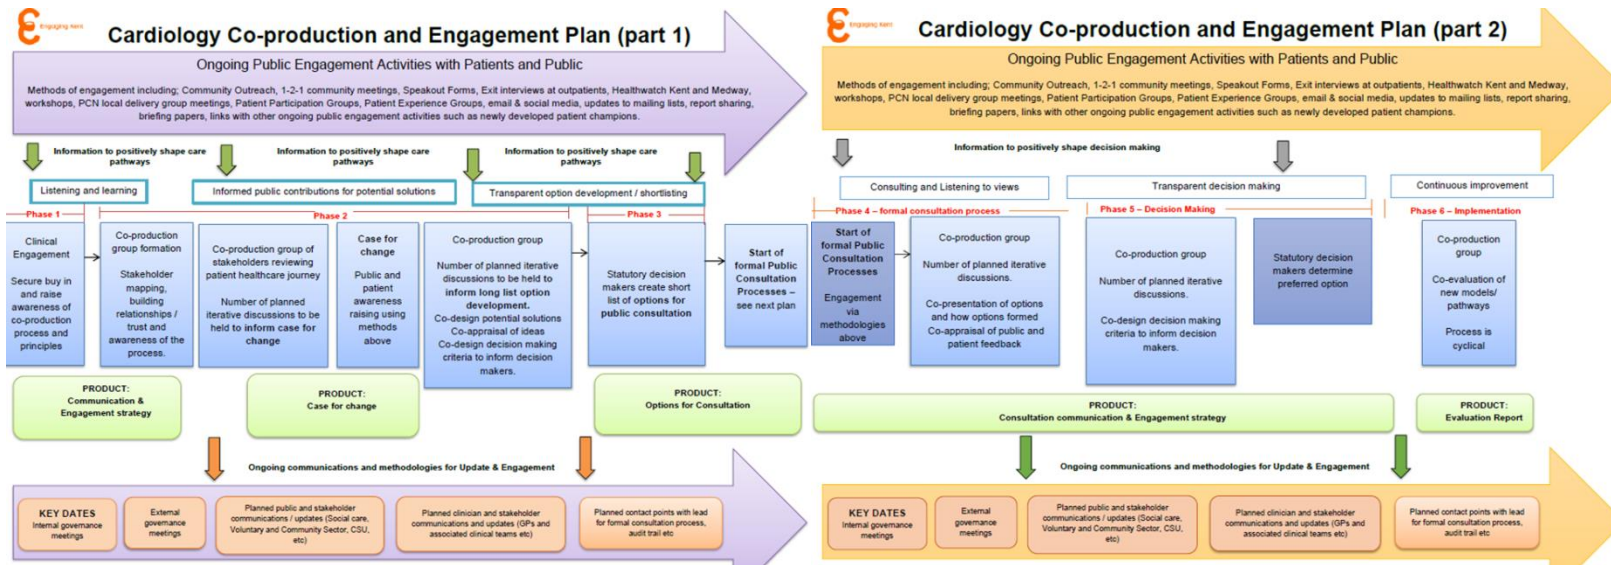 Engaging Kent
Cardiology Co-production and Engagement Plan (part 1)
Ongoing Public Engagement Activities with Patients and Public
Methods of engagement including; Community Outreach, 1-2-1 community meetings, Speakout Forms, Exit interviews at outpatients, Healthwatch Kent and Medway,
workshops, PCN local delivery group meetings, Patient Participation Groups, Patient Experience Groups, email & social media, updates to mailing lists, report sharing,
briefing papers, links with other ongoing public engagement activities such as newly developed patient champions.
Information to positively shape care
pathways
Information to positively shape care
pathways
Information to positively shape care
pathways
Listening and learning
Informed public contributions for potential solutions
Transparent option development / shortlisting
Phase 1
Phase 2
Phase 3
Clinical
Engagement
Secure buy in
and raise
awareness of
co-production
process and
principles
Co-production
group formation
Stakeholder
mapping,
building
relationships /
trust and
awareness of the
process.
Co-production group of
stakeholders reviewing
patient healthcare journey
Number of planned
iterative discussions to be
held to inform case for
change
Case for
change
Public and
patient
awareness
raising using
methods
above
Co-production group
Number of planned iterative
discussions to be held to
inform long list option
development.
Co-design potential solutions
Co-appraisal of ideas
Co-design decision making
criteria to inform decision
makers.
Statutory decision
makers create short
list of options for
public consultation
Start of
formal Public
Consultation
Processes –
see next plan
PRODUCT:
Communication &
Engagement strategy
PRODUCT:
Case for change
PRODUCT:
Options for Consultation
Ongoing communications and methodologies for Update & Engagement
KEY DATES
Internal governance
meetings
External
governance
meetings
Planned public and stakeholder
communications / updates (Social care,
Voluntary and Community Sector, CSU,
etc)
Planned clinician and stakeholder
communications and updates (GPs and
associated clinical teams etc)
Planned contact points with lead
for formal consultation process,
audit trail etc
Engaging Kent
Cardiology Co-production and Engagement Plan (part 2)
Ongoing Public Engagement Activities with Patients and Public
Methods of engagement including; Community Outreach, 1-2-1 community meetings, Speakout Forms, Exit interviews at outpatients, Healthwatch Kent and Medway,
workshops, PCN local delivery group meetings, Patient Participation Groups, Patient Experience Groups, email & social media, updates to mailing lists, report sharing,
briefing papers, links with other ongoing public engagement activities such as newly developed patient champions.
Information to positively shape decision making
Consulting and Listening to views
Transparent decision making
Continuous improvement
Phase 4 – formal consultation process
Phase 5 – Decision Making
Phase 6 – Implementation
Start of
formal Public
Consultation
Processes
Engagement
via
methodologies
above
Co-production group
Number of planned iterative
discussions.
Co-presentation of options
and how options formed
Co-appraisal of public and
patient feedback
Co-production group
Number of planned iterative
discussions.
Co-design decision making
criteria to inform decision
makers.
Statutory decision
makers determine
preferred option
Co-production
group
Co-evaluation of
new models/
pathways
Process is
cyclical
PRODUCT:
Consultation communication & Engagement strategy
PRODUCT:
Evaluation Report
Ongoing communications and methodologies for Update & Engagement
KEY DATES
Internal governance
meetings
External
governance
meetings
Planned public and stakeholder
communications / updates (Social care,
Voluntary and Community Sector, CSU,
etc)
Planned clinician and stakeholder
communications and updates (GPs and
associated clinical teams etc)
Planned contact points with lead
for formal consultation process,
audit trail etc